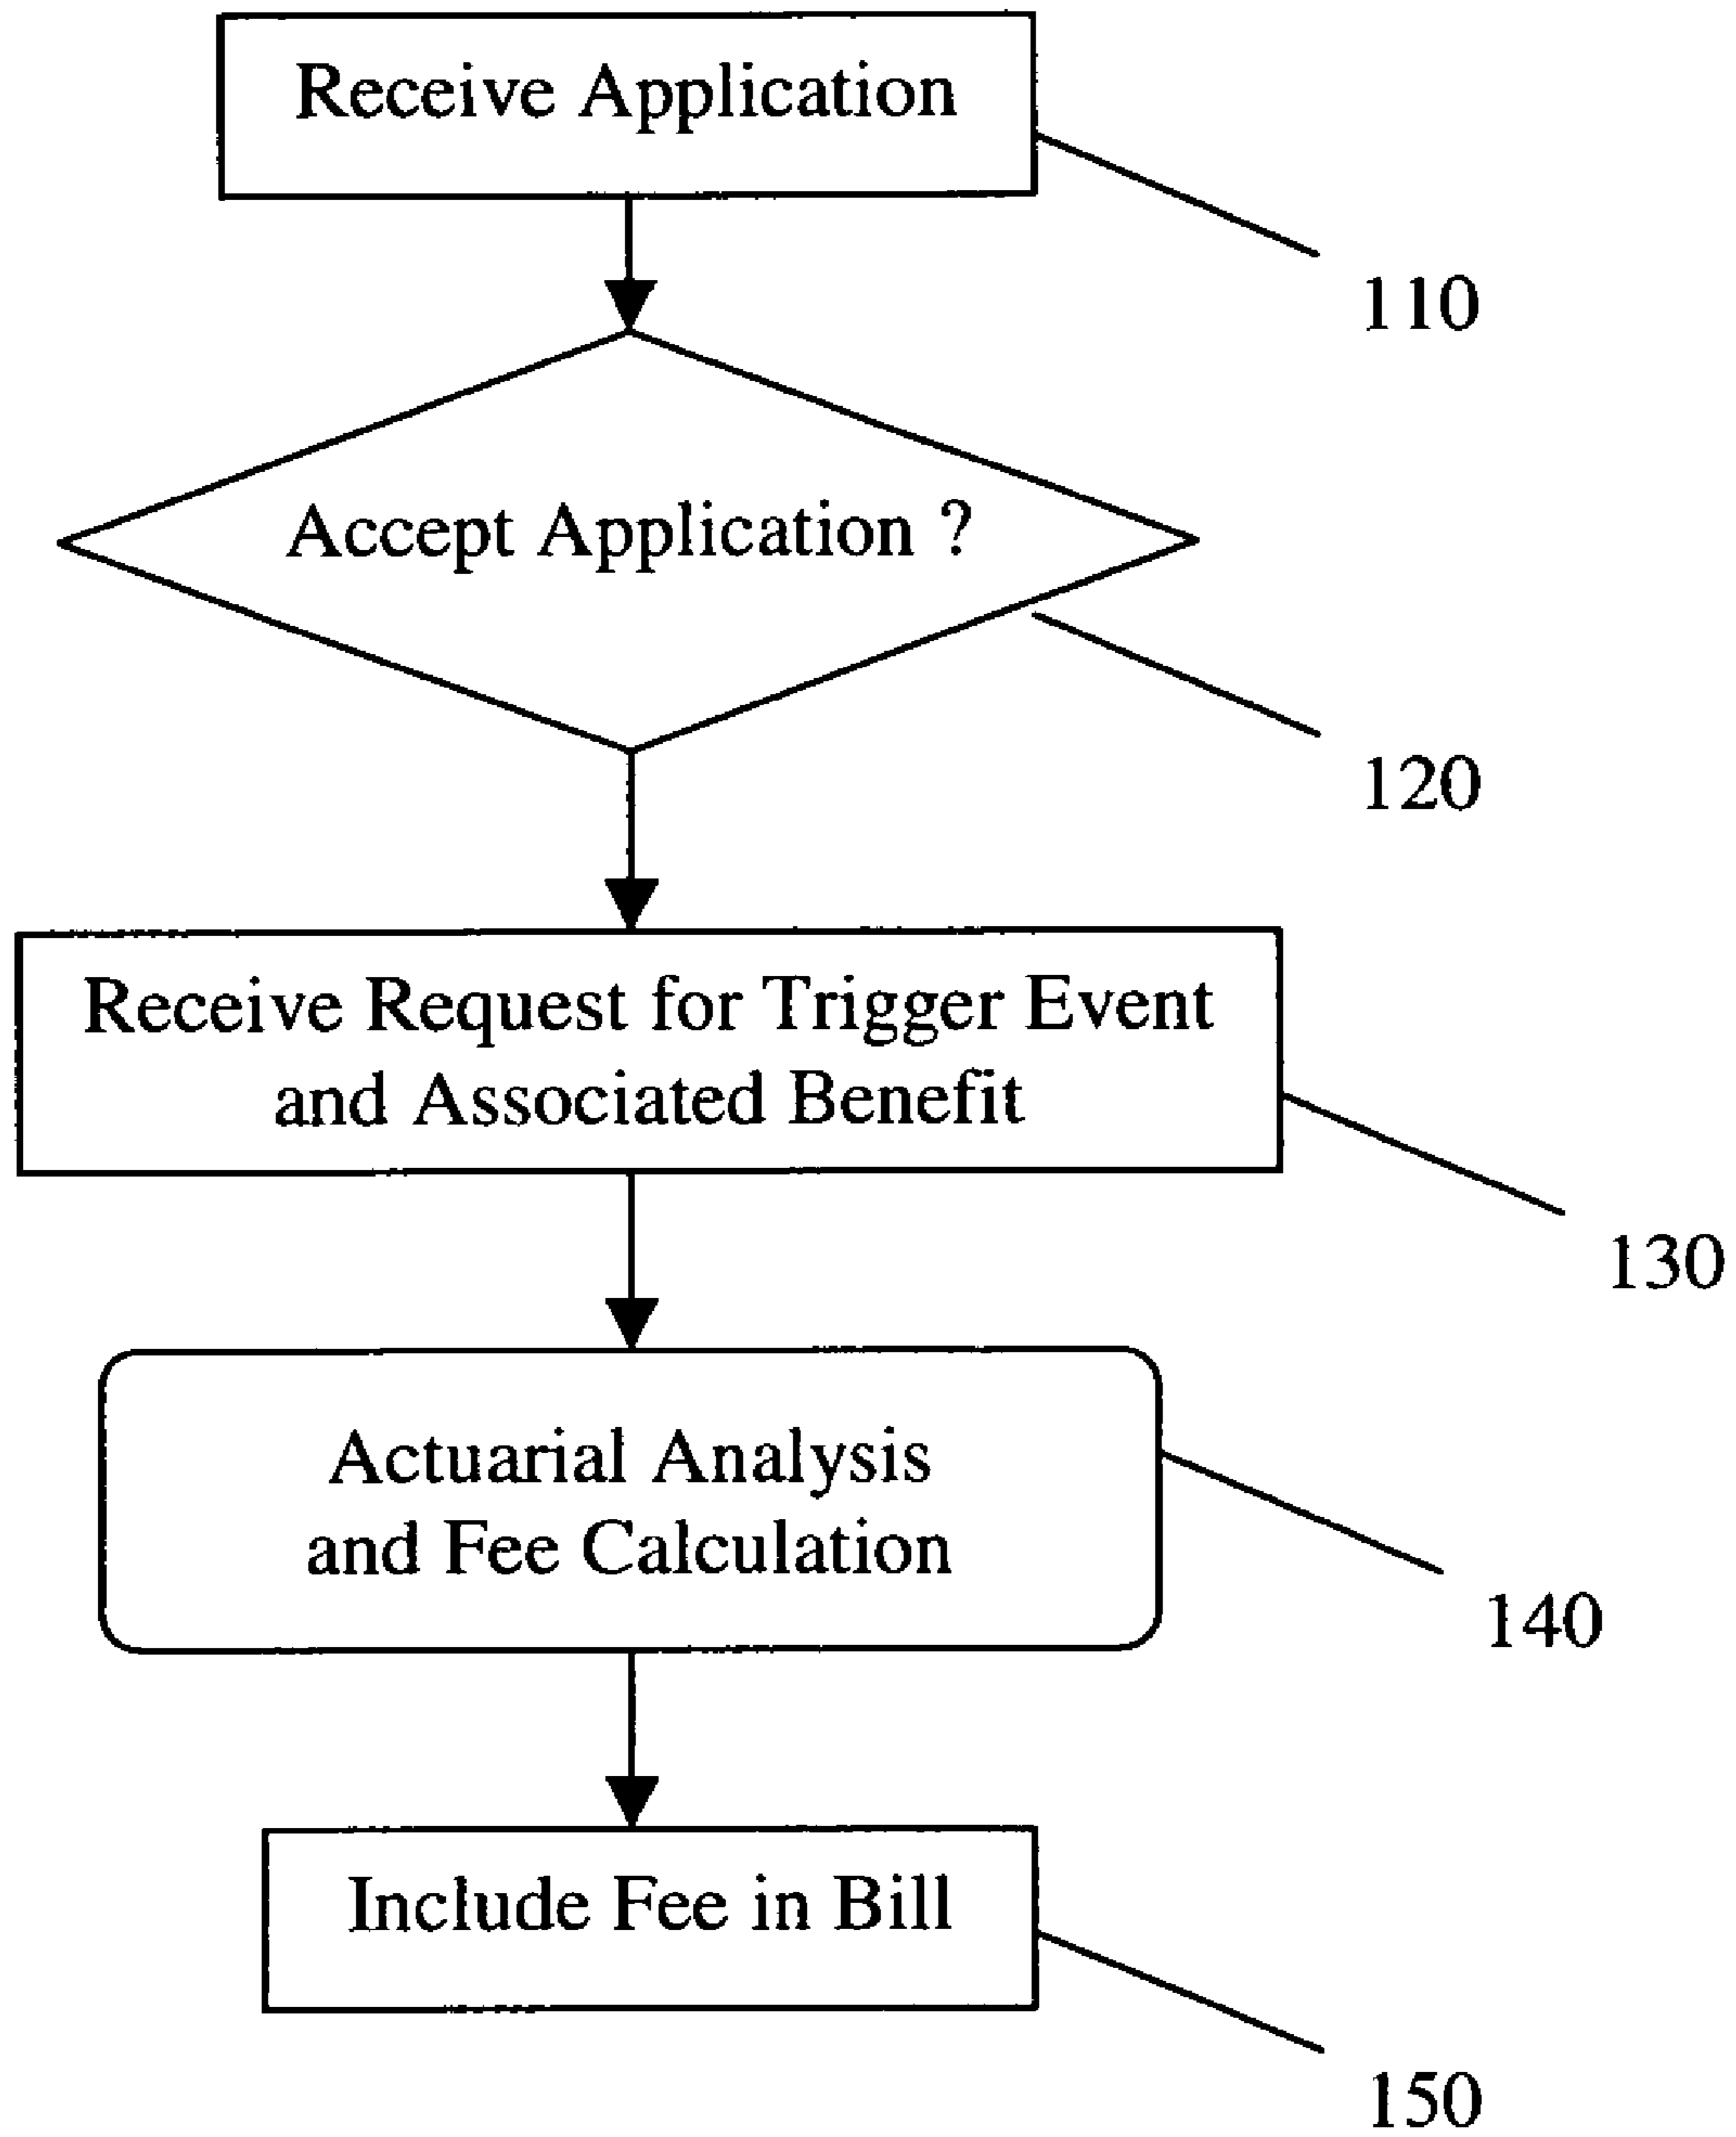 Receive Application
110
Accept Application ?
120
Receive Request for Trigger Event
and Associated Benefit
130
Actuarial Analysis
and Fee Calculation
140
Include Fee in Bill
150